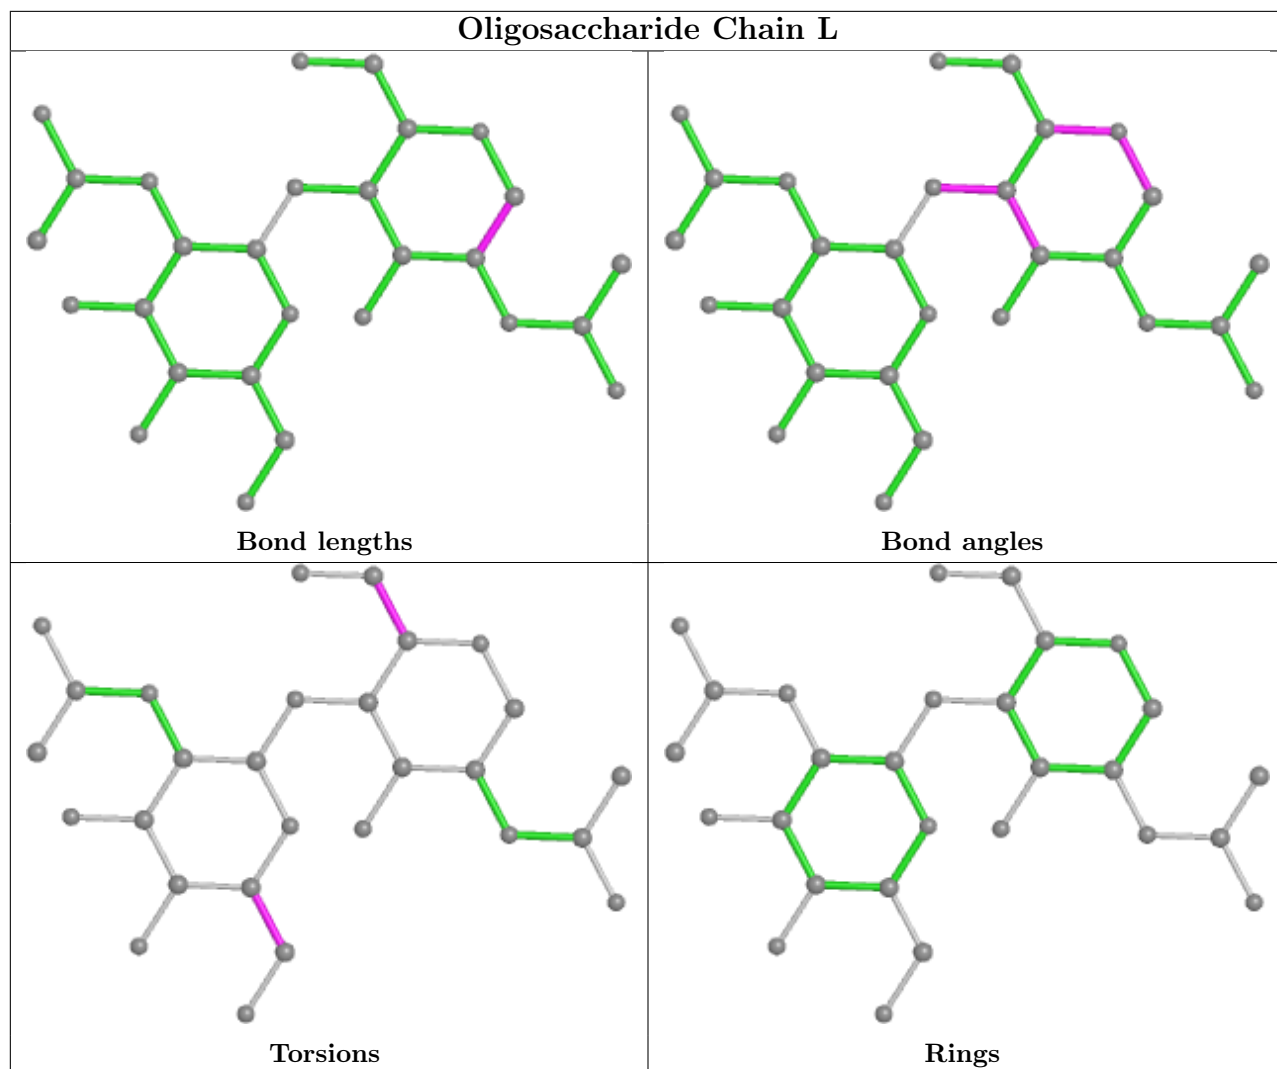 Oligosaccharide Chain L
Bond lengths
Bond angles
Torsions
Rings